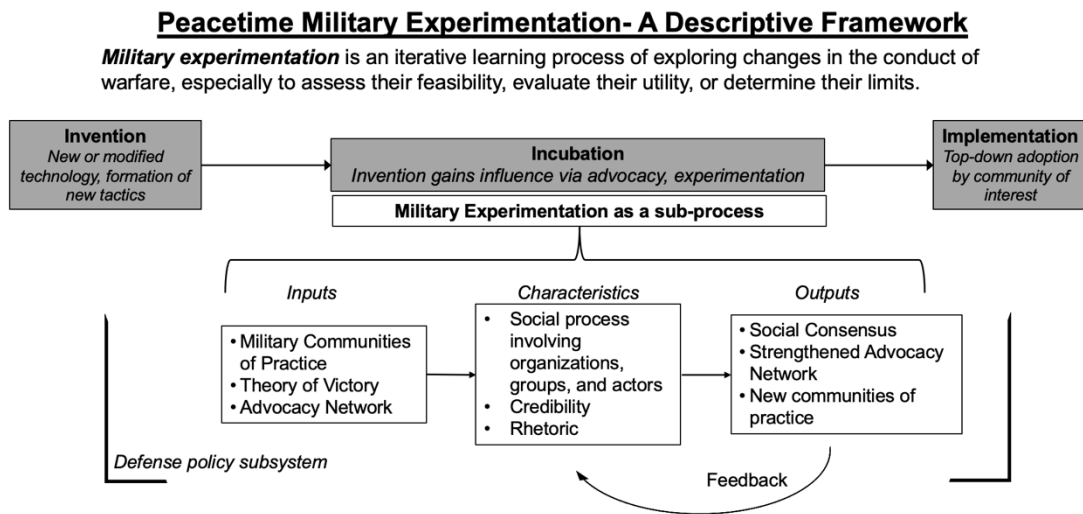 Peacetime Military Experimentation- A Descriptive Framework
Military experimentation is an iterative learning process of exploring changes in the conduct of
warfare, especially to assess their feasibility, evaluate their utility, or determine their limits.
Invention
New or modified
technology, formation of
new tactics
Incubation
Invention gains influence via advocacy, experimentation
Implementation
Top-down adoption
by community of
interest
Military Experimentation as a sub-process
Inputs
• Military Communities
of Practice
• Theory of Victory
• Advocacy Network
Characteristics
• Social process
involving
organizations,
groups, and actors
• Credibility
• Rhetoric
Outputs
• Social Consensus
• Strengthened Advocacy
Network
• New communities of
practice
Defense policy subsystem
Feedback